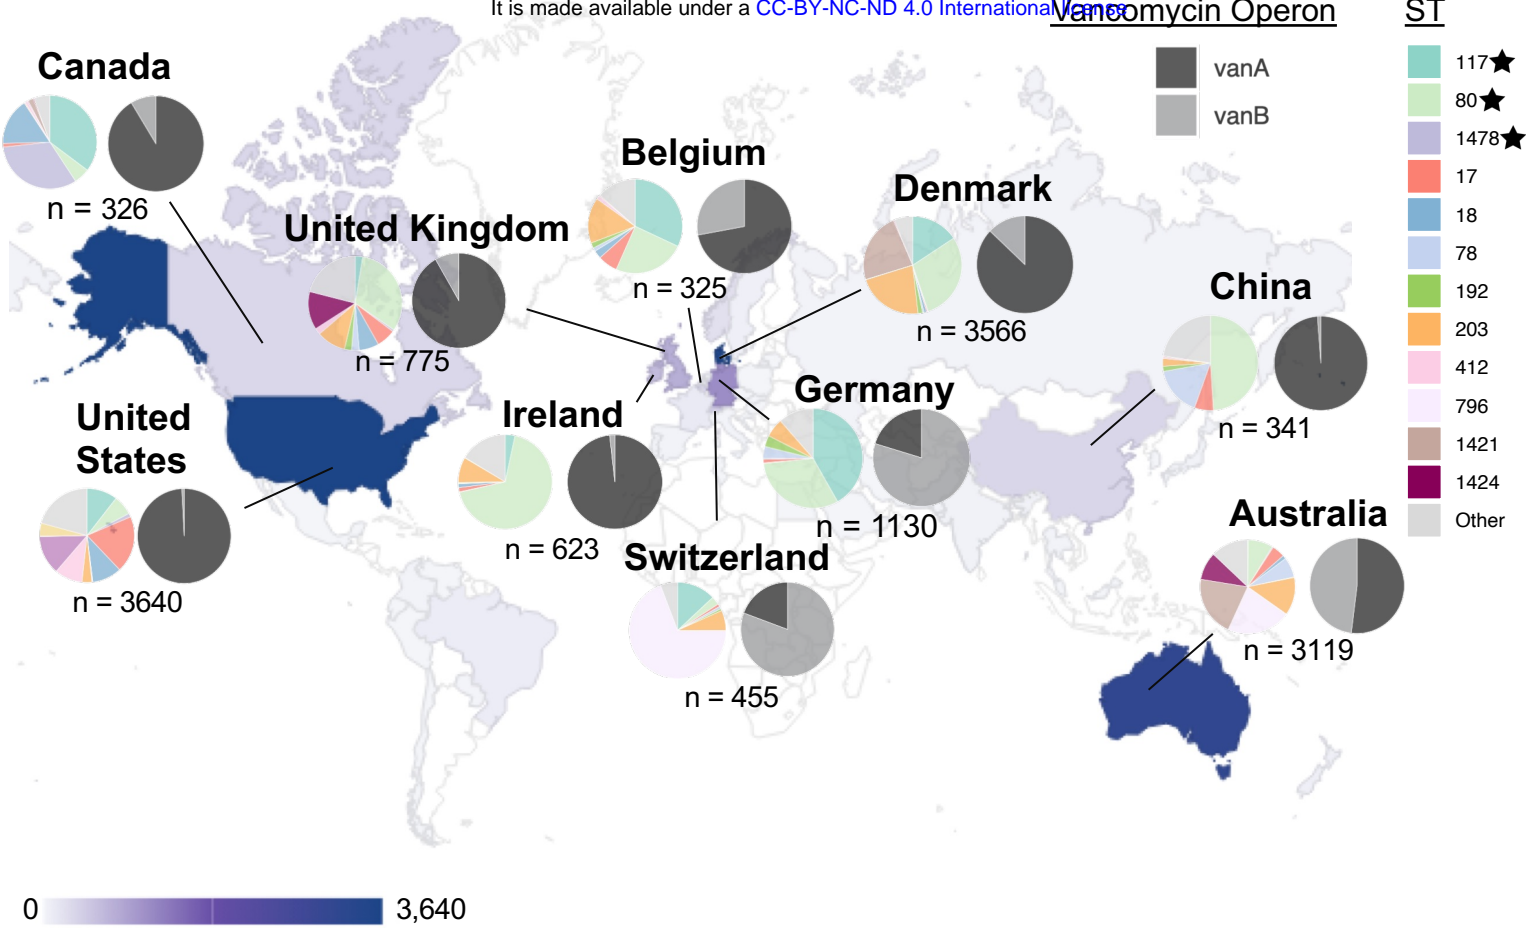 It is made available under a CC-BY-NC-ND 4.0 International license.
Vancomycin Operon
vanA
vanB
ST
117★
80★
1478★
17
18
78
192
203
412
796
1421
1424
Other
Canada
n = 326
United Kingdom
n = 775
Belgium
n = 325
Denmark
n = 3566
China
n = 341
United
States
n = 3640
Ireland
n = 623
Germany
n = 1130
Switzerland
n = 455
Australia
n = 3119
0
3,640